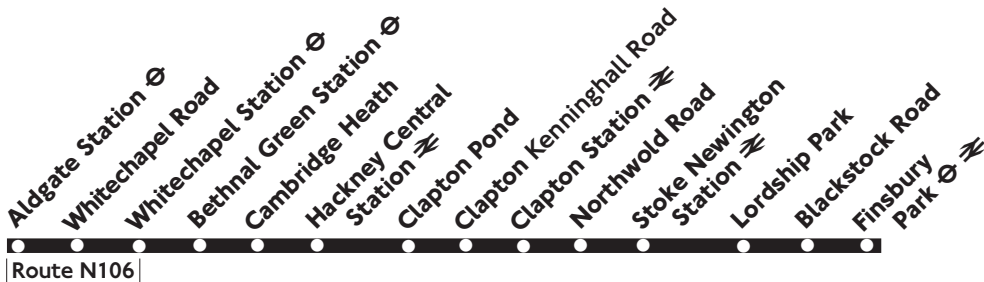 Aldgate Station
Whitechapel Road
Whitechapel Station
Bethnal Green Station
Cambridge Heath
Hackney Central
Station
Clapton Pond
Clapton Kenninghall Road
Clapton Station
Northwold Road
Stoke Newington
Station
Lordship Park
Blackstock Road
Finsbury
Park
Route N106